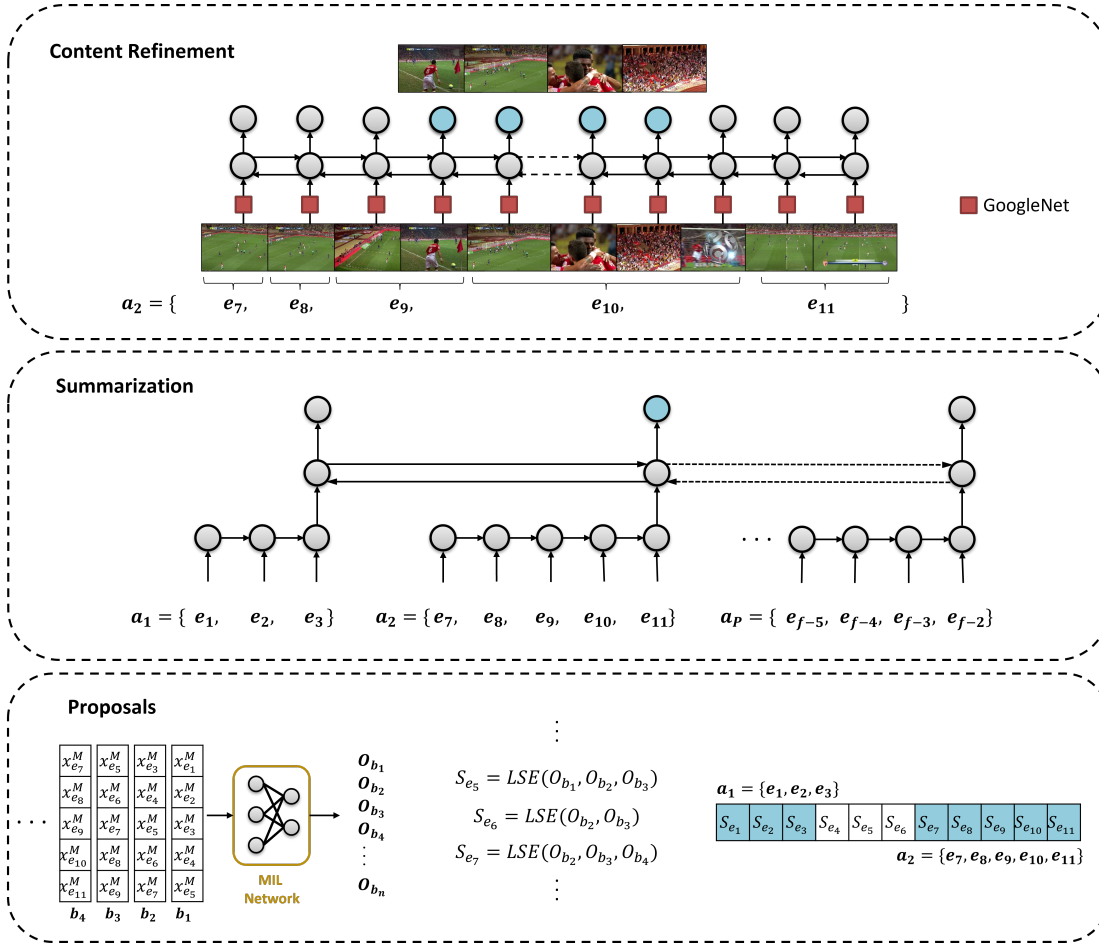 Content Refinement
GoogleNet
a₂ = { e₇, e₈, e₉, e₁₀, e₁₁ }
Summarization
. . .
a₁ = { e₁, e₂, e₃} a₂ = {e₇, e₈, e₉, e₁₀, e₁₁} a_P = { e_{f−5}, e_{f−4}, e_{f−3}, e_{f−2}}
Proposals
x^M_{e₇} x^M_{e₅} x^M_{e₃} x^M_{e₁}
x^M_{e₈} x^M_{e₆} x^M_{e₄} x^M_{e₂}
x^M_{e₉} x^M_{e₇} x^M_{e₅} x^M_{e₃}
x^M_{e₁₀} x^M_{e₈} x^M_{e₆} x^M_{e₄}
x^M_{e₁₁} x^M_{e₉} x^M_{e₇} x^M_{e₅}
b₄ b₃ b₂ b₁
. . . .
MIL
Network
O_{b₁}
O_{b₂}
O_{b₃}
O_{b₄}
⋮
O_{bₙ}
⋮
S_{e₅} = LSE(O_{b₁}, O_{b₂}, O_{b₃})
S_{e₆} = LSE(O_{b₂}, O_{b₃})
S_{e₇} = LSE(O_{b₂}, O_{b₃}, O_{b₄})
⋮
a₁ = {e₁, e₂, e₃}
S_{e₁} S_{e₂} S_{e₃} S_{e₄} S_{e₅} S_{e₆} S_{e₇} S_{e₈} S_{e₉} S_{e₁₀} S_{e₁₁}
a₂ = {e₇, e₈, e₉, e₁₀, e₁₁}